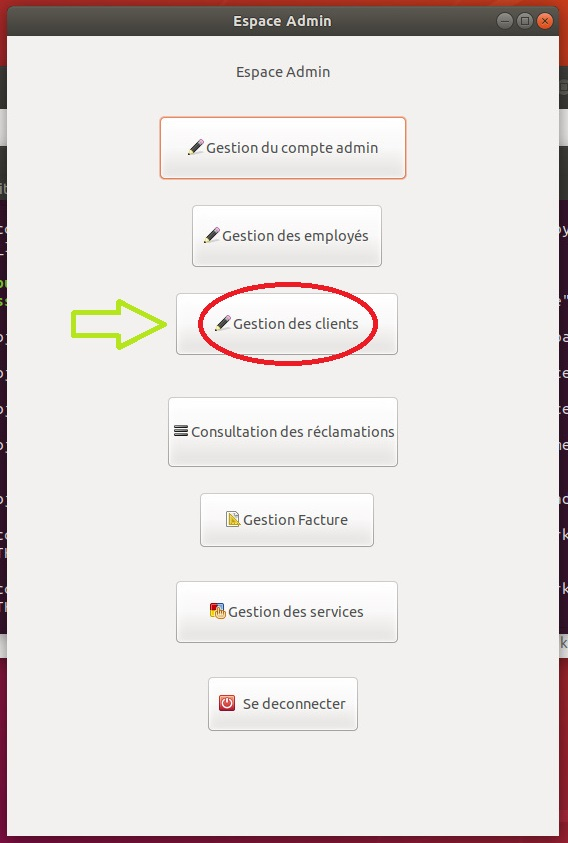 Espace Admin
Espace Admin
Gestion du compte admin
Gestion des employés
Gestion des clients
Consultation des réclamations
Gestion Facture
Gestion des services
Se deconnecter